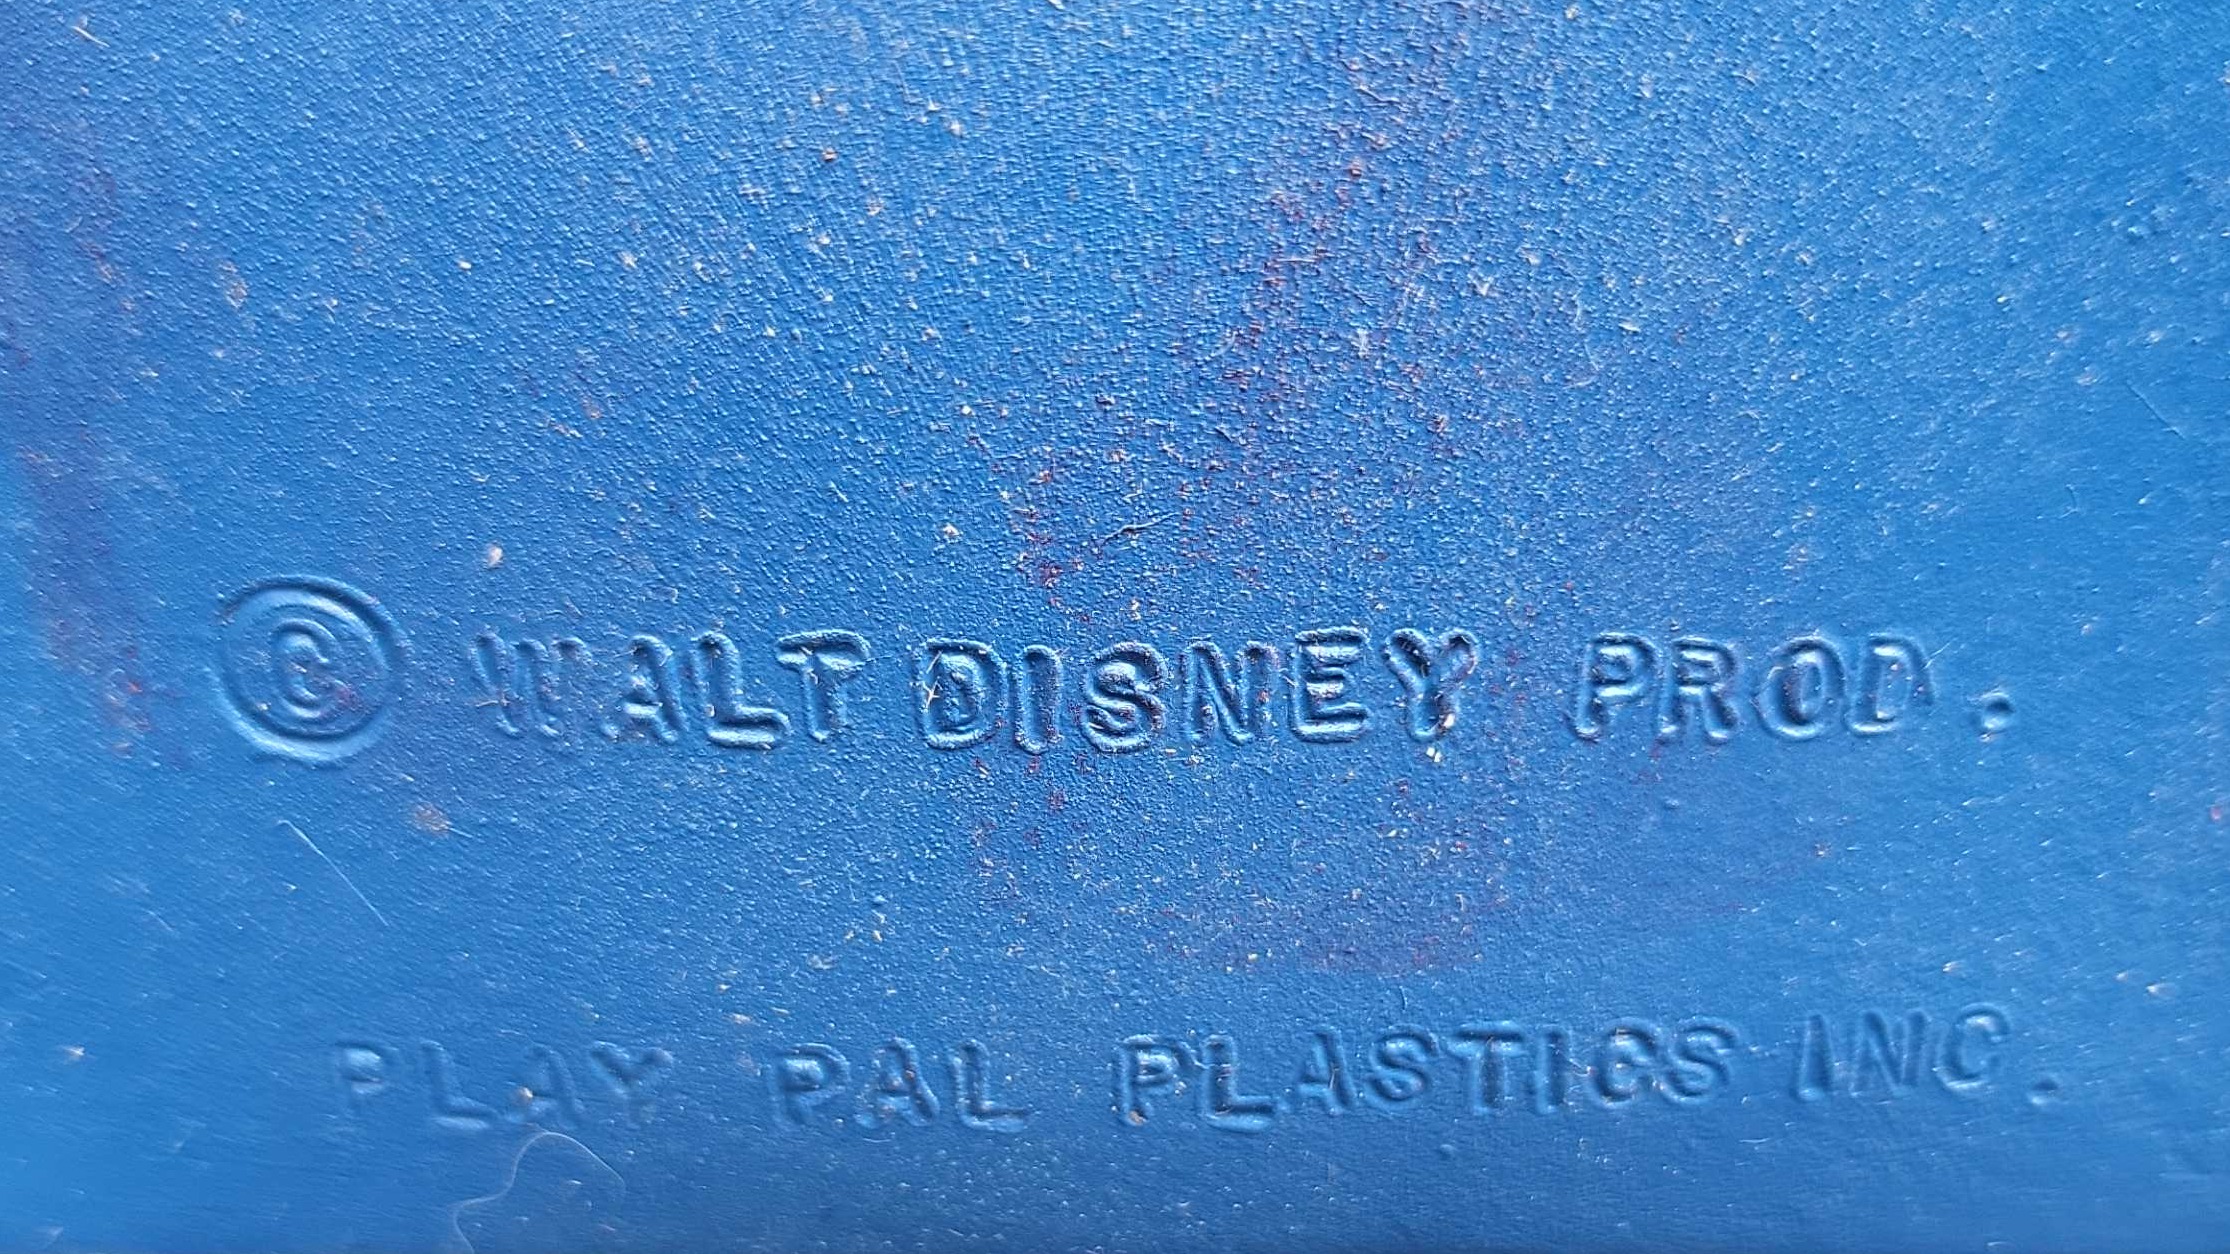 © WALT DISNEY PROD.
PLAY PAL PLASTICS INC.